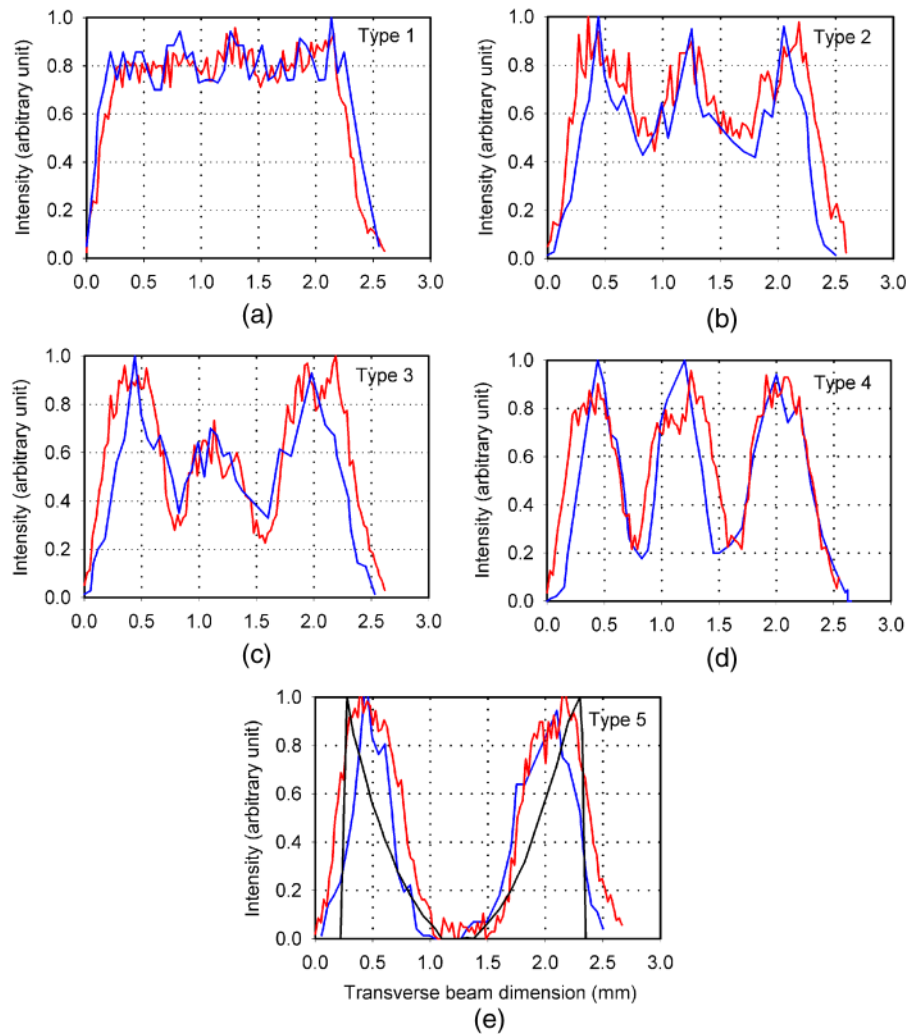 Intensity (arbitrary unit)
1.0
0.8
0.6
0.4
0.2
0.0
Type 1
0.0 0.5 1.0 1.5 2.0 2.5 3.0
(a)
Intensity (arbitrary unit)
1.0
0.8
0.6
0.4
0.2
0.0
Type 2
0.0 0.5 1.0 1.5 2.0 2.5 3.0
(b)
Intensity (arbitrary unit)
1.0
0.8
0.6
0.4
0.2
0.0
Type 3
0.0 0.5 1.0 1.5 2.0 2.5 3.0
(c)
Intensity (arbitrary unit)
1.0
0.8
0.6
0.4
0.2
0.0
Type 4
0.0 0.5 1.0 1.5 2.0 2.5 3.0
(d)
Intensity (arbitrary unit)
1.0
0.8
0.6
0.4
0.2
0.0
Type 5
0.0 0.5 1.0 1.5 2.0 2.5 3.0
Transverse beam dimension (mm)
(e)